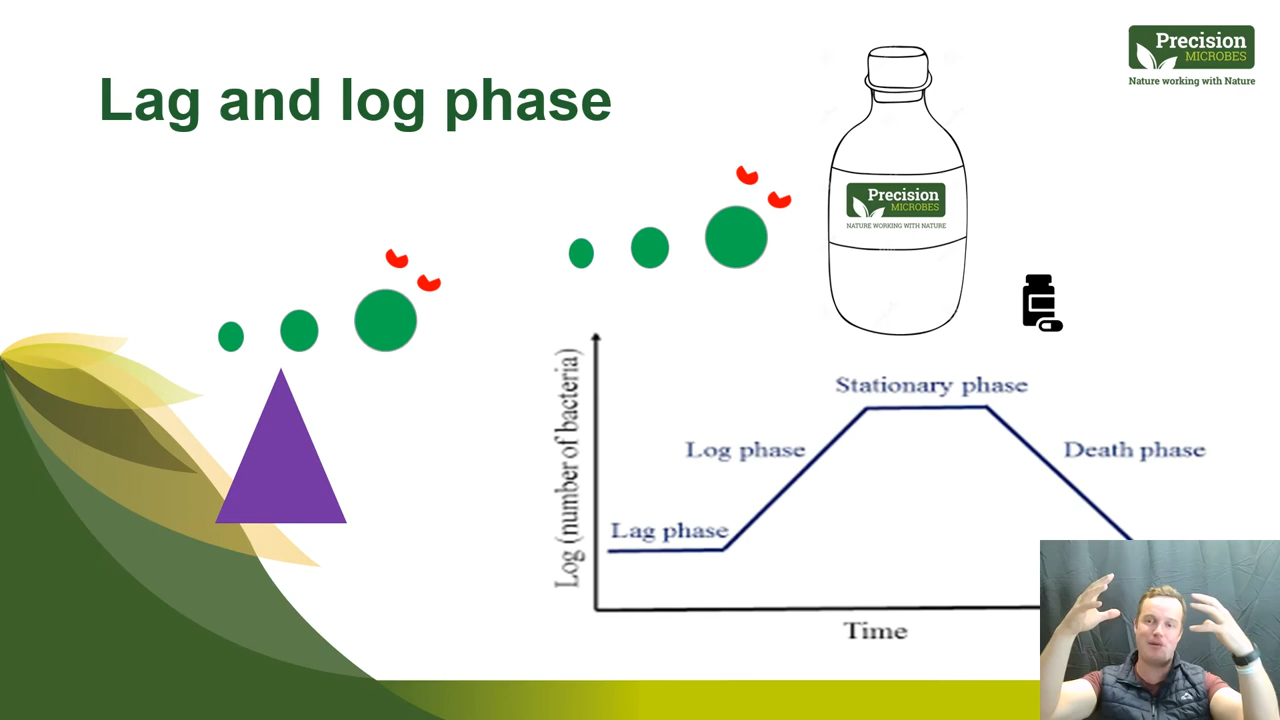 Lag and log phase
Precision
MICROBES
Nature working with Nature
Precision
MICROBES
NATURE WORKING WITH NATURE
Log (number of bacteria)
Stationary phase
Log phase
Death phase
Lag phase
Time